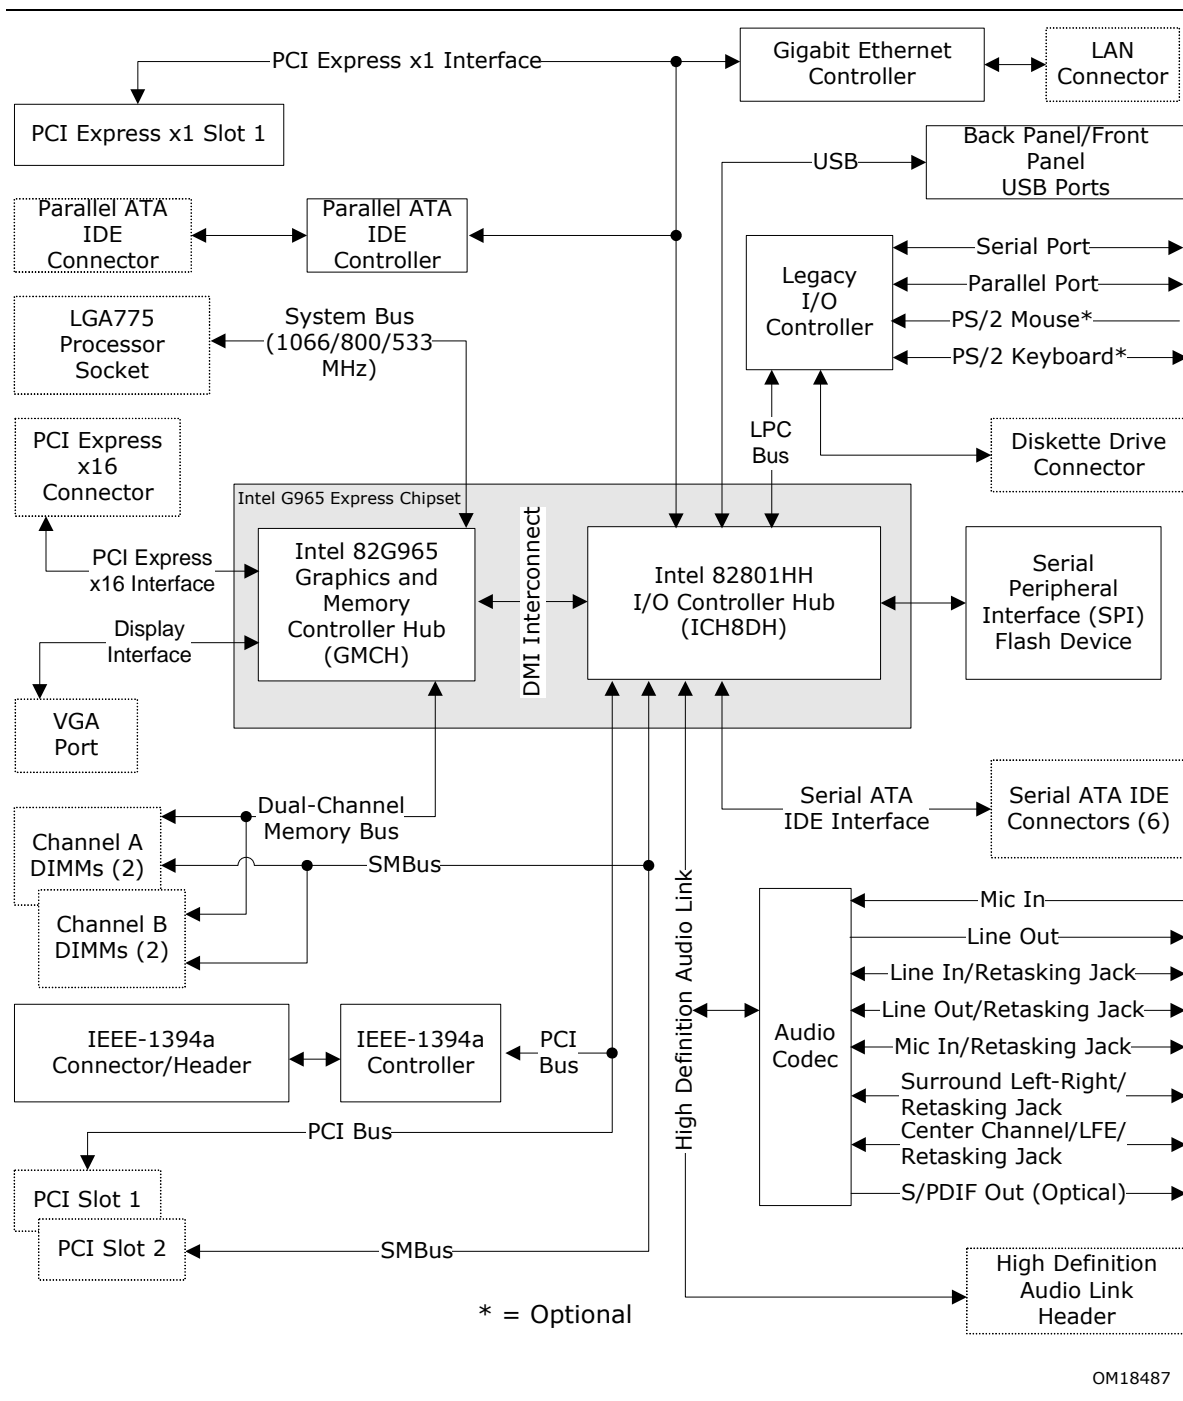 PCI Express x1 Interface
Gigabit Ethernet
Controller
LAN
Connector
PCI Express x1 Slot 1
USB
Back Panel/Front
Panel
USB Ports
Parallel ATA
IDE
Connector
Parallel ATA
IDE
Controller
Legacy
I/O
Controller
Serial Port
Parallel Port
PS/2 Mouse*
PS/2 Keyboard*
LGA775
Processor
Socket
System Bus
(1066/800/533
MHz)
PCI Express
x16
Connector
LPC
Bus
Diskette Drive
Connector
Intel G965 Express Chipset
PCI Express
x16 Interface
Intel 82G965
Graphics and
Memory
Controller Hub
(GMCH)
DMI Interconnect
Intel 82801HH
I/O Controller Hub
(ICH8DH)
Serial
Peripheral
Interface (SPI)
Flash Device
Display
Interface
VGA
Port
Dual-Channel
Memory Bus
Serial ATA
IDE Interface
Serial ATA IDE
Connectors (6)
Channel A
DIMMs (2)
SMBus
Channel B
DIMMs (2)
High Definition Audio Link
Audio
Codec
Mic In
Line Out
Line In/Retasking Jack
Line Out/Retasking Jack
Mic In/Retasking Jack
Surround Left-Right/
Retasking Jack
Center Channel/LFE/
Retasking Jack
S/PDIF Out (Optical)
IEEE-1394a
Connector/Header
IEEE-1394a
Controller
PCI
Bus
PCI Bus
PCI Slot 1
PCI Slot 2
SMBus
High Definition
Audio Link
Header
* = Optional
OM18487